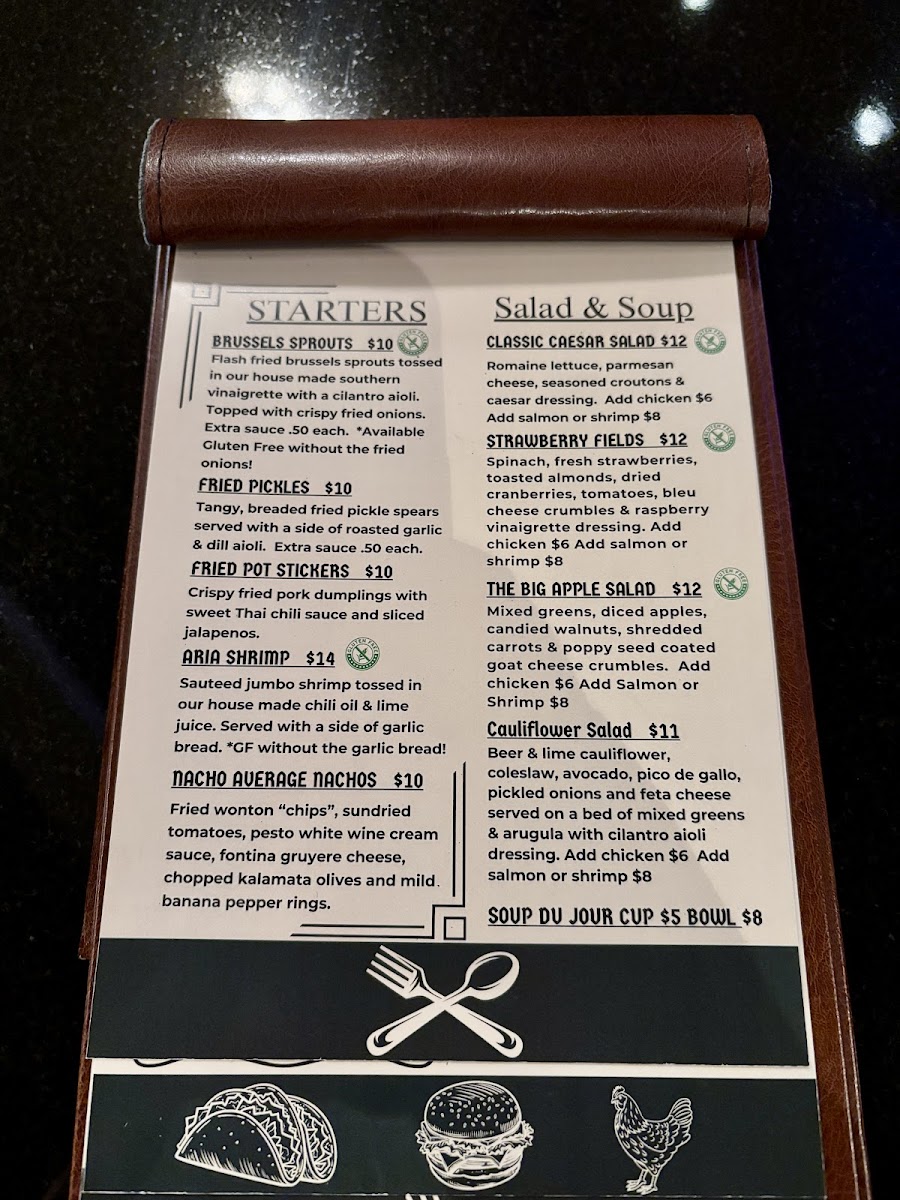 STARTERS
BRUSSELS SPROUTS $10
GLUTEN FREE
Flash fried brussels sprouts tossed
in our house made southern
vinaigrette with a cilantro aioli.
Topped with crispy fried onions.
Extra sauce .50 each. *Available
Gluten Free without the fried
onions!
FRIED PICKLES $10
Tangy, breaded fried pickle spears
served with a side of roasted garlic
& dill aioli. Extra sauce .50 each.
FRIED POT STICKERS $10
Crispy fried pork dumplings with
sweet Thai chili sauce and sliced
jalapenos.
ARIA SHRIMP $14
GLUTEN FREE
Sauteed jumbo shrimp tossed in
our house made chili oil & lime
juice. Served with a side of garlic
bread. *GF without the garlic bread!
NACHO AVERAGE NACHOS $10
Fried wonton “chips”, sundried
tomatoes, pesto white wine cream
sauce, fontina gruyere cheese,
chopped kalamata olives and mild
banana pepper rings.
Salad & Soup
CLASSIC CAESAR SALAD $12
GLUTEN FREE
Romaine lettuce, parmesan
cheese, seasoned croutons &
caesar dressing. Add chicken $6
Add salmon or shrimp $8
STRAWBERRY FIELDS $12
GLUTEN FREE
Spinach, fresh strawberries,
toasted almonds, dried
cranberries, tomatoes, bleu
cheese crumbles & raspberry
vinaigrette dressing. Add
chicken $6 Add salmon or
shrimp $8
THE BIG APPLE SALAD $12
GLUTEN FREE
Mixed greens, diced apples,
candied walnuts, shredded
carrots & poppy seed coated
goat cheese crumbles. Add
chicken $6 Add Salmon or
Shrimp $8
Cauliflower Salad $11
Beer & lime cauliflower,
coleslaw, avocado, pico de gallo,
pickled onions and feta cheese
served on a bed of mixed greens
& arugula with cilantro aioli
dressing. Add chicken $6 Add
salmon or shrimp $8
SOUP DU JOUR CUP $5 BOWL $8